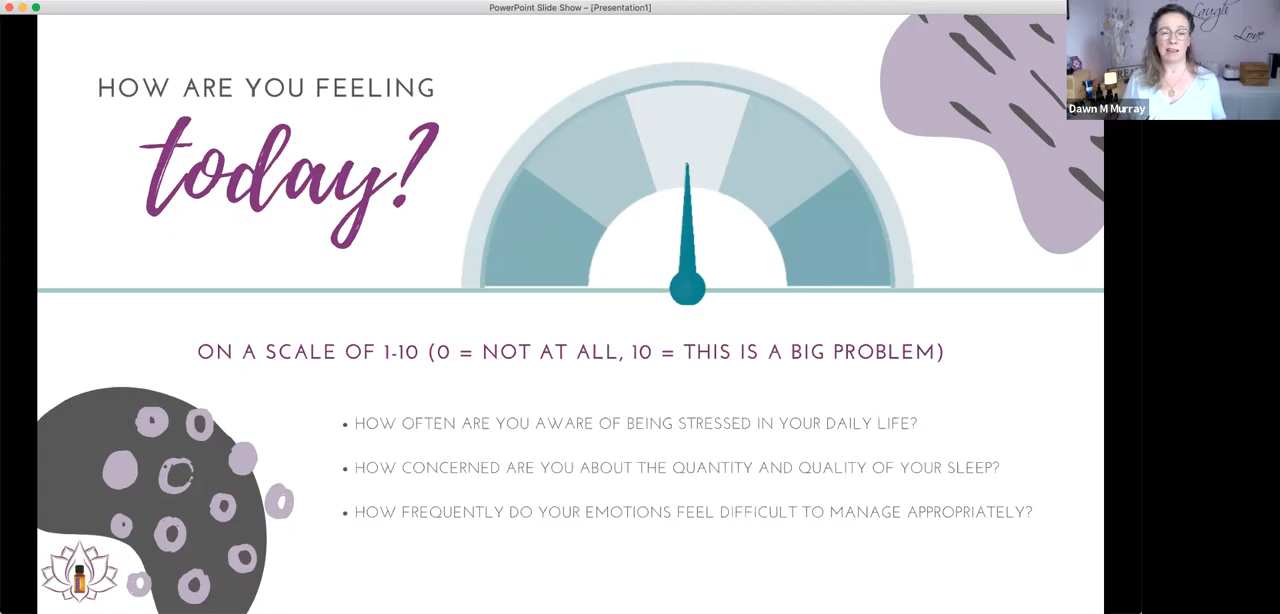 PowerPoint Slide Show – [Presentation1]
Laugh
Love
Dawn M Murray
HOW ARE YOU FEELING
today?
ON A SCALE OF 1-10 (0 = NOT AT ALL, 10 = THIS IS A BIG PROBLEM)
• HOW OFTEN ARE YOU AWARE OF BEING STRESSED IN YOUR DAILY LIFE?
• HOW CONCERNED ARE YOU ABOUT THE QUANTITY AND QUALITY OF YOUR SLEEP?
• HOW FREQUENTLY DO YOUR EMOTIONS FEEL DIFFICULT TO MANAGE APPROPRIATELY?